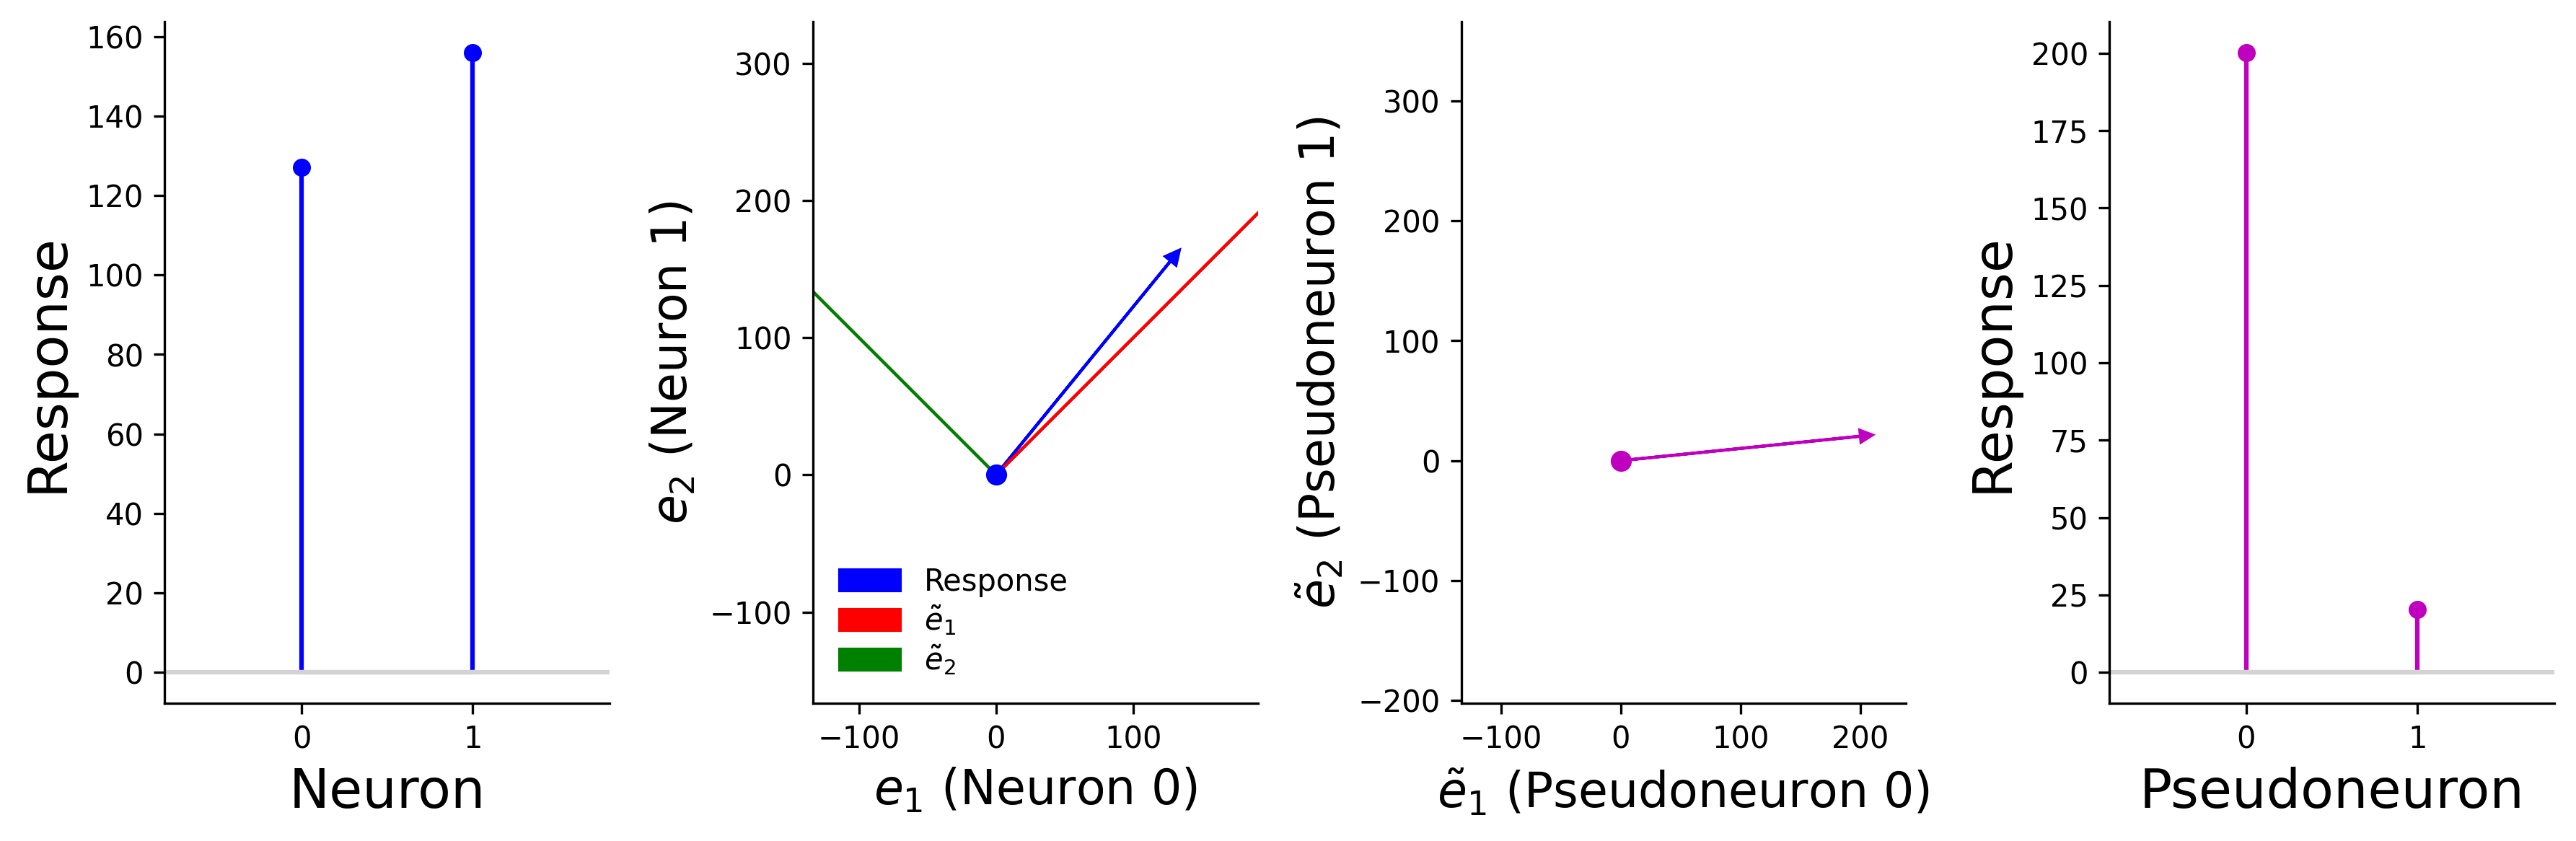 Response
160
140
120
100
80
60
40
20
0
0 1
Neuron
e₂ (Neuron 1)
300
200
100
0
−100
Response
ẽ₁
ẽ₂
−100 0 100
e₁ (Neuron 0)
ẽ₂ (Pseudoneuron 1)
300
200
100
0
−100
−200
−100 0 100 200
ẽ₁ (Pseudoneuron 0)
Response
200
175
150
125
100
75
50
25
0
0 1
Pseudoneuron